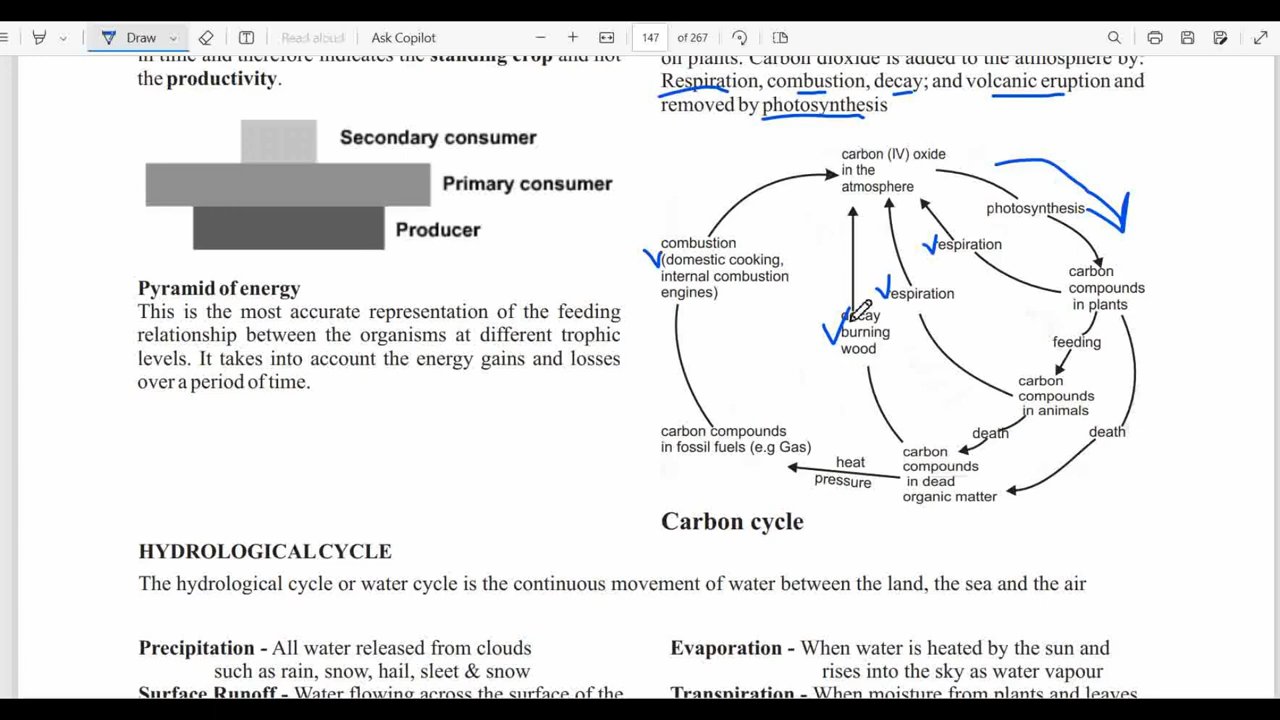 Draw
Read aloud
Ask Copilot
147
of 267
in time and therefore indicates the standing crop and not
the productivity.
Secondary consumer
Primary consumer
Producer
Pyramid of energy
This is the most accurate representation of the feeding
relationship between the organisms at different trophic
levels. It takes into account the energy gains and losses
over a period of time.
on plants. Carbon dioxide is added to the atmosphere by:
Respiration, combustion, decay; and volcanic eruption and
removed by photosynthesis
carbon (IV) oxide
in the
atmosphere
photosynthesis
combustion
(domestic cooking,
internal combustion
engines)
respiration
respiration
carbon
compounds
in plants
decay
burning
wood
feeding
carbon
compounds
in animals
death
death
carbon compounds
in fossil fuels (e.g Gas)
heat
pressure
carbon
compounds
in dead
organic matter
Carbon cycle
HYDROLOGICAL CYCLE
The hydrological cycle or water cycle is the continuous movement of water between the land, the sea and the air
Precipitation - All water released from clouds
such as rain, snow, hail, sleet & snow
Surface Runoff - Water flowing across the surface of the
Evaporation - When water is heated by the sun and
rises into the sky as water vapour
Transpiration - When moisture from plants and leaves